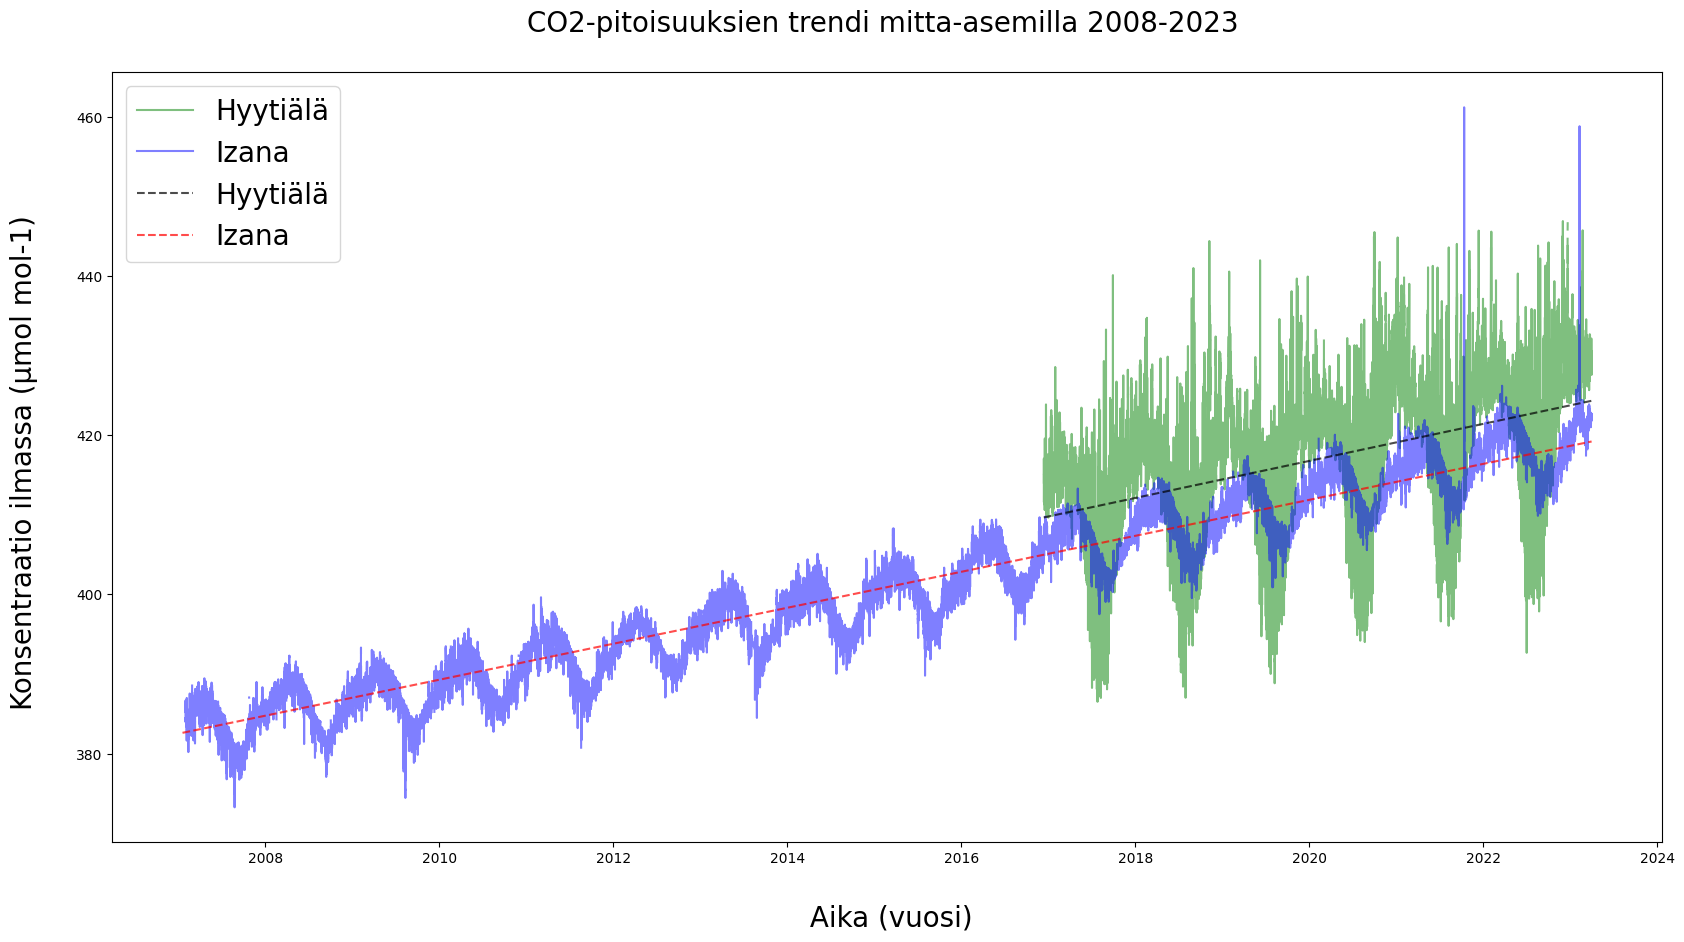 CO2-pitoisuuksien trendi mitta-asemilla 2008-2023
Hyytiälä
Izana
Hyytiälä
Izana
Konsentraatio ilmassa (μmol mol-1)
460
440
420
400
380
2008
2010
2012
2014
2016
2018
2020
2022
2024
Aika (vuosi)